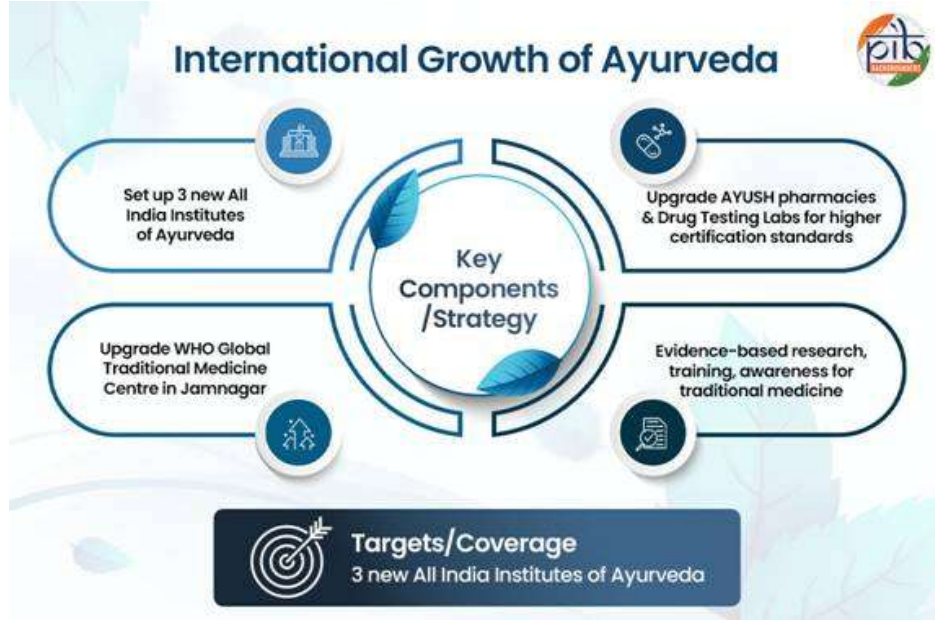 International Growth of Ayurveda
pib
BACKGROUNDERS
Set up 3 new All
India Institutes
of Ayurveda
Upgrade AYUSH pharmacies
& Drug Testing Labs for higher
certification standards
Key
Components
/Strategy
Upgrade WHO Global
Traditional Medicine
Centre in Jamnagar
Evidence-based research,
training, awareness for
traditional medicine
Targets/Coverage
3 new All India Institutes of Ayurveda